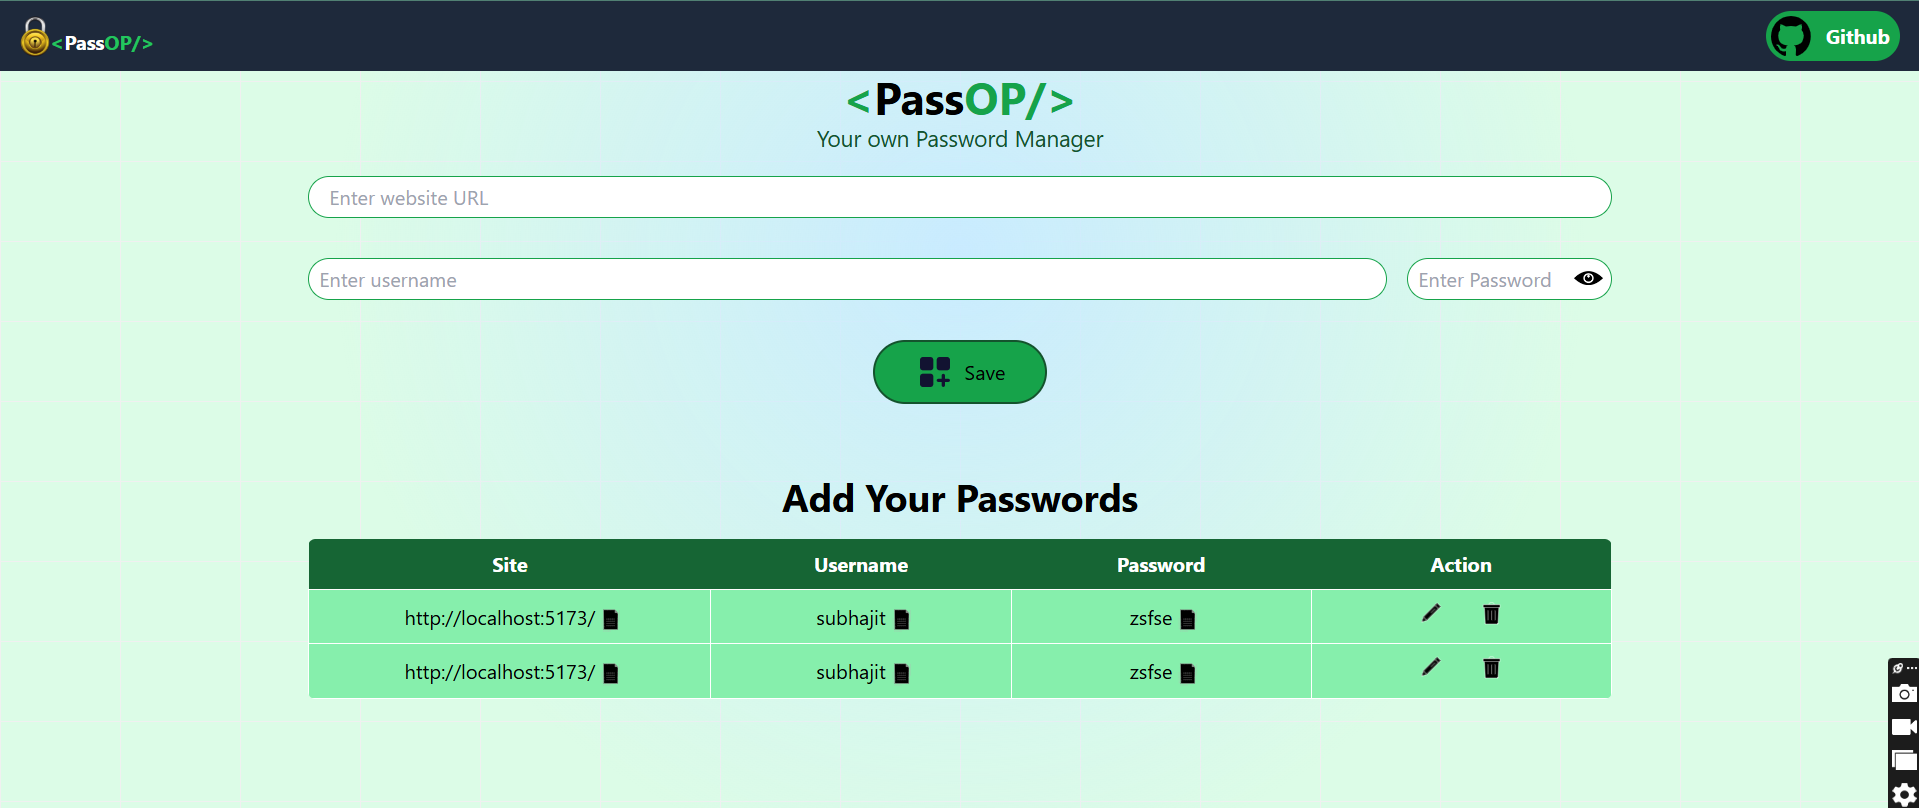 <PassOP/>
Github
<PassOP/>
Your own Password Manager
Enter website URL
Enter username
Enter Password
Save
Add Your Passwords
Site Username Password Action
http://localhost:5173/ subhajit zsfse
http://localhost:5173/ subhajit zsfse